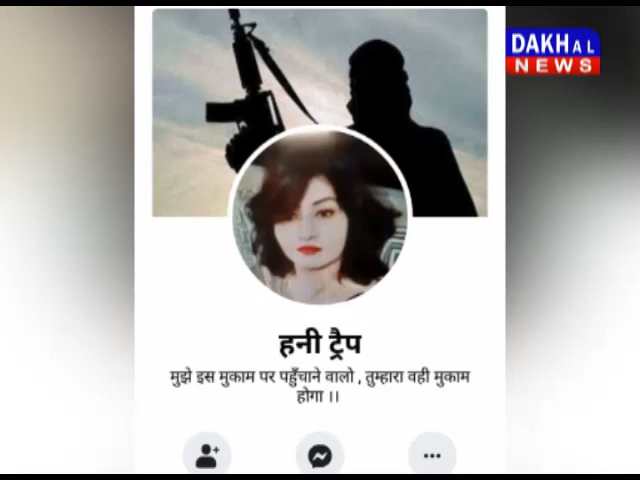 DAKHAL
NEWS
हनी ट्रैप
मुझे इस मुकाम पर पहुँचाने वालो , तुम्हारा वही मुकाम
होगा ।।